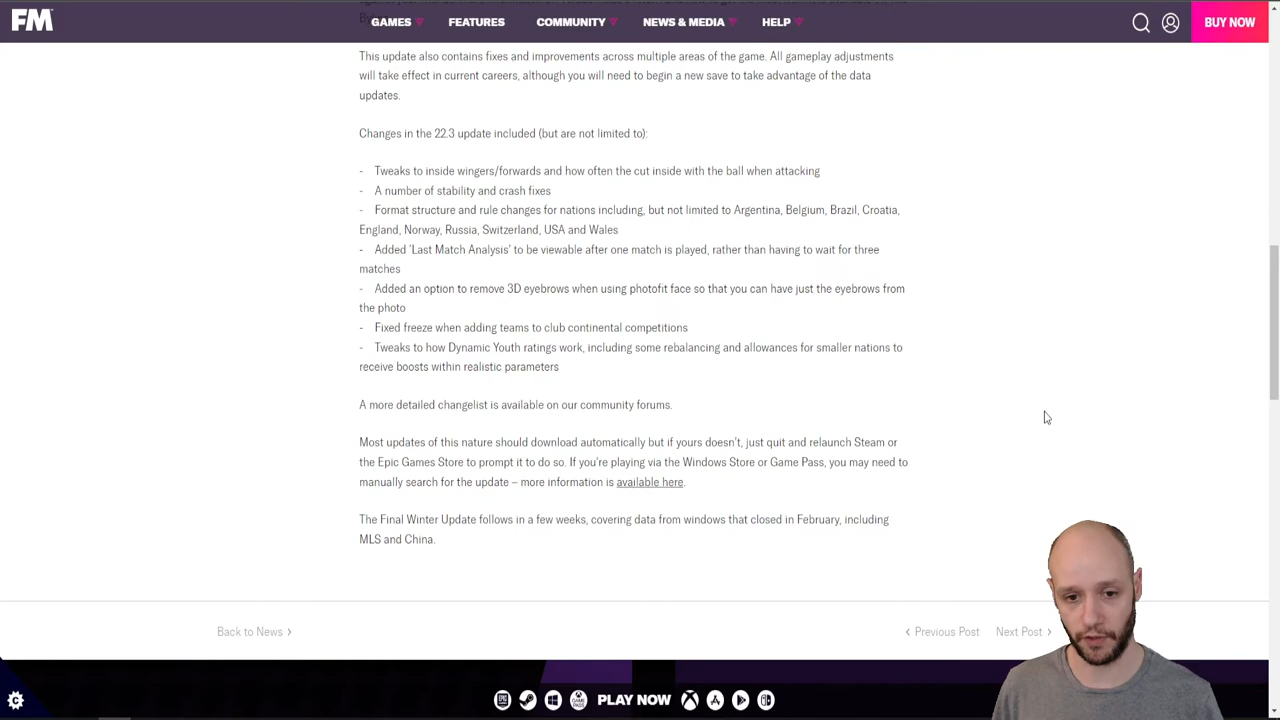 FM
GAMES FEATURES COMMUNITY NEWS & MEDIA HELP BUY NOW
This update also contains fixes and improvements across multiple areas of the game. All gameplay adjustments
will take effect in current careers, although you will need to begin a new save to take advantage of the data
updates.
Changes in the 22.3 update included (but are not limited to):
- Tweaks to inside wingers/forwards and how often the cut inside with the ball when attacking
- A number of stability and crash fixes
- Format structure and rule changes for nations including, but not limited to Argentina, Belgium, Brazil, Croatia,
England, Norway, Russia, Switzerland, USA and Wales
- Added 'Last Match Analysis' to be viewable after one match is played, rather than having to wait for three
matches
- Added an option to remove 3D eyebrows when using photofit face so that you can have just the eyebrows from
the photo
- Fixed freeze when adding teams to club continental competitions
- Tweaks to how Dynamic Youth ratings work, including some rebalancing and allowances for smaller nations to
receive boosts within realistic parameters
A more detailed changelist is available on our community forums.
Most updates of this nature should download automatically but if yours doesn't, just quit and relaunch Steam or
the Epic Games Store to prompt it to do so. If you're playing via the Windows Store or Game Pass, you may need to
manually search for the update – more information is available here.
The Final Winter Update follows in a few weeks, covering data from windows that closed in February, including
MLS and China.
Back to News Previous Post Next Post
PLAY NOW